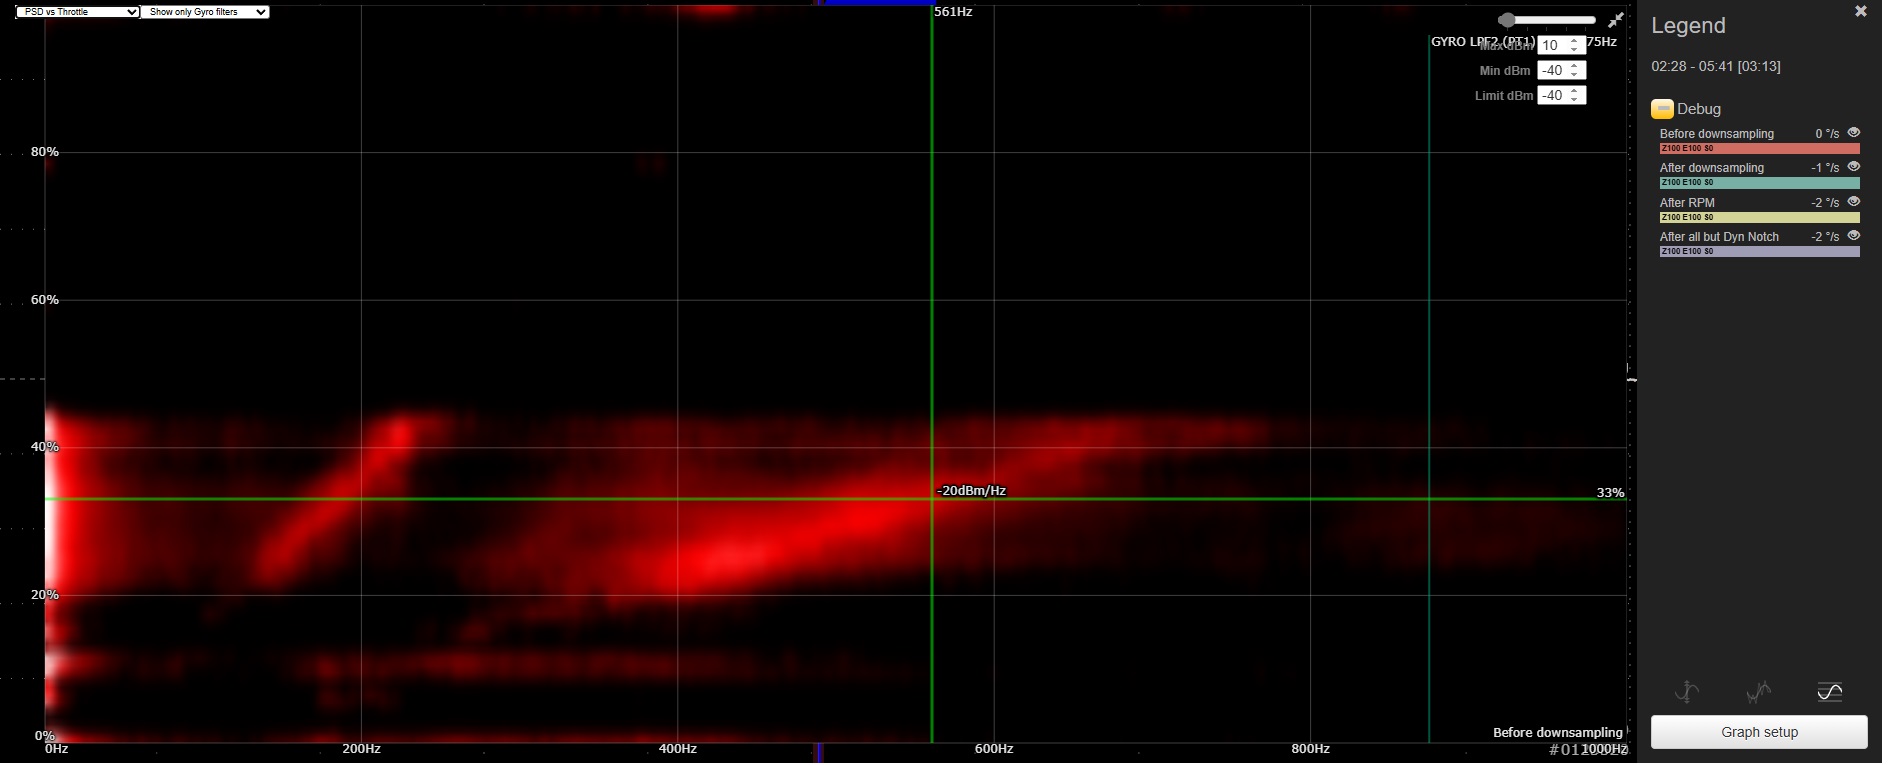 PSD vs Throttle
Show only Gyro filters
561Hz
GYRO LPF2 (PT1)
75Hz
Max dBm 10
Min dBm -40
Limit dBm -40
80%
60%
40%
-20dBm/Hz
33%
20%
0%
Before downsampling
0Hz
200Hz
400Hz
600Hz
800Hz
1000Hz
Legend
02:28 - 05:41 [03:13]
Debug
Before downsampling 0 °/s
Z100 E100 S0
After downsampling -1 °/s
Z100 E100 S0
After RPM -2 °/s
Z100 E100 S0
After all but Dyn Notch -2 °/s
Z100 E100 S0
Graph setup